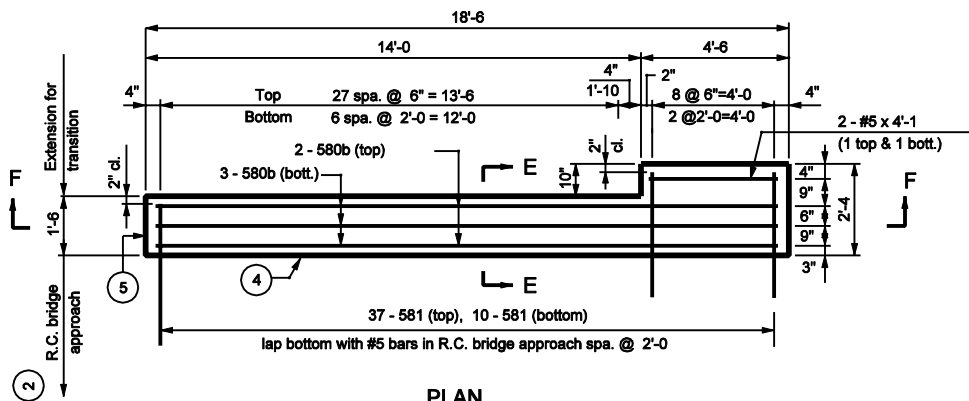 18'-6
14'-0
4'-6
4"
Top 27 spa. @ 6" = 13'-6
Bottom 6 spa. @ 2'-0 = 12'-0
4"
1'-10
2"
8 @ 6"=4'-0
2 @2'-0=4'-0
4"
2 - #5 x 4'-1
(1 top & 1 bott.)
Extension for
transition
2" cl.
2 - 580b (top)
3 - 580b (bott.)
E
2"
cl.
10"
4"
9"
6"
9"
3"
2'-4
F
F
1'-6
5
4
E
R.C. bridge
approach
37 - 581 (top), 10 - 581 (bottom)
lap bottom with #5 bars in R.C. bridge approach spa. @ 2'-0
2
PLAN